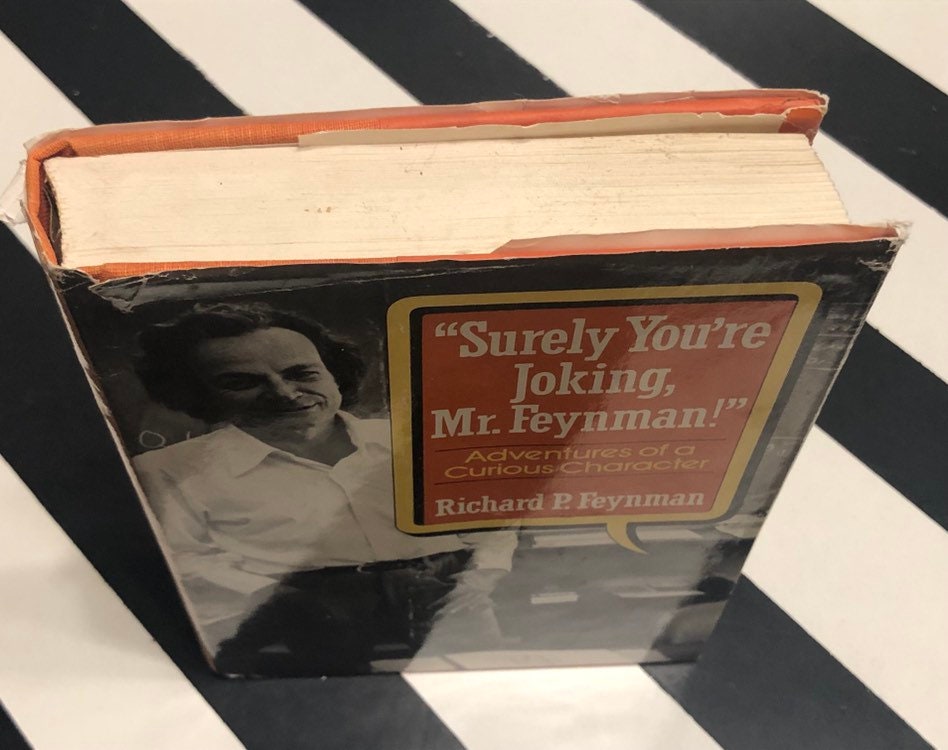 “Surely You’re
Joking,
Mr. Feynman!”
Adventures of a
Curious Character
Richard P. Feynman